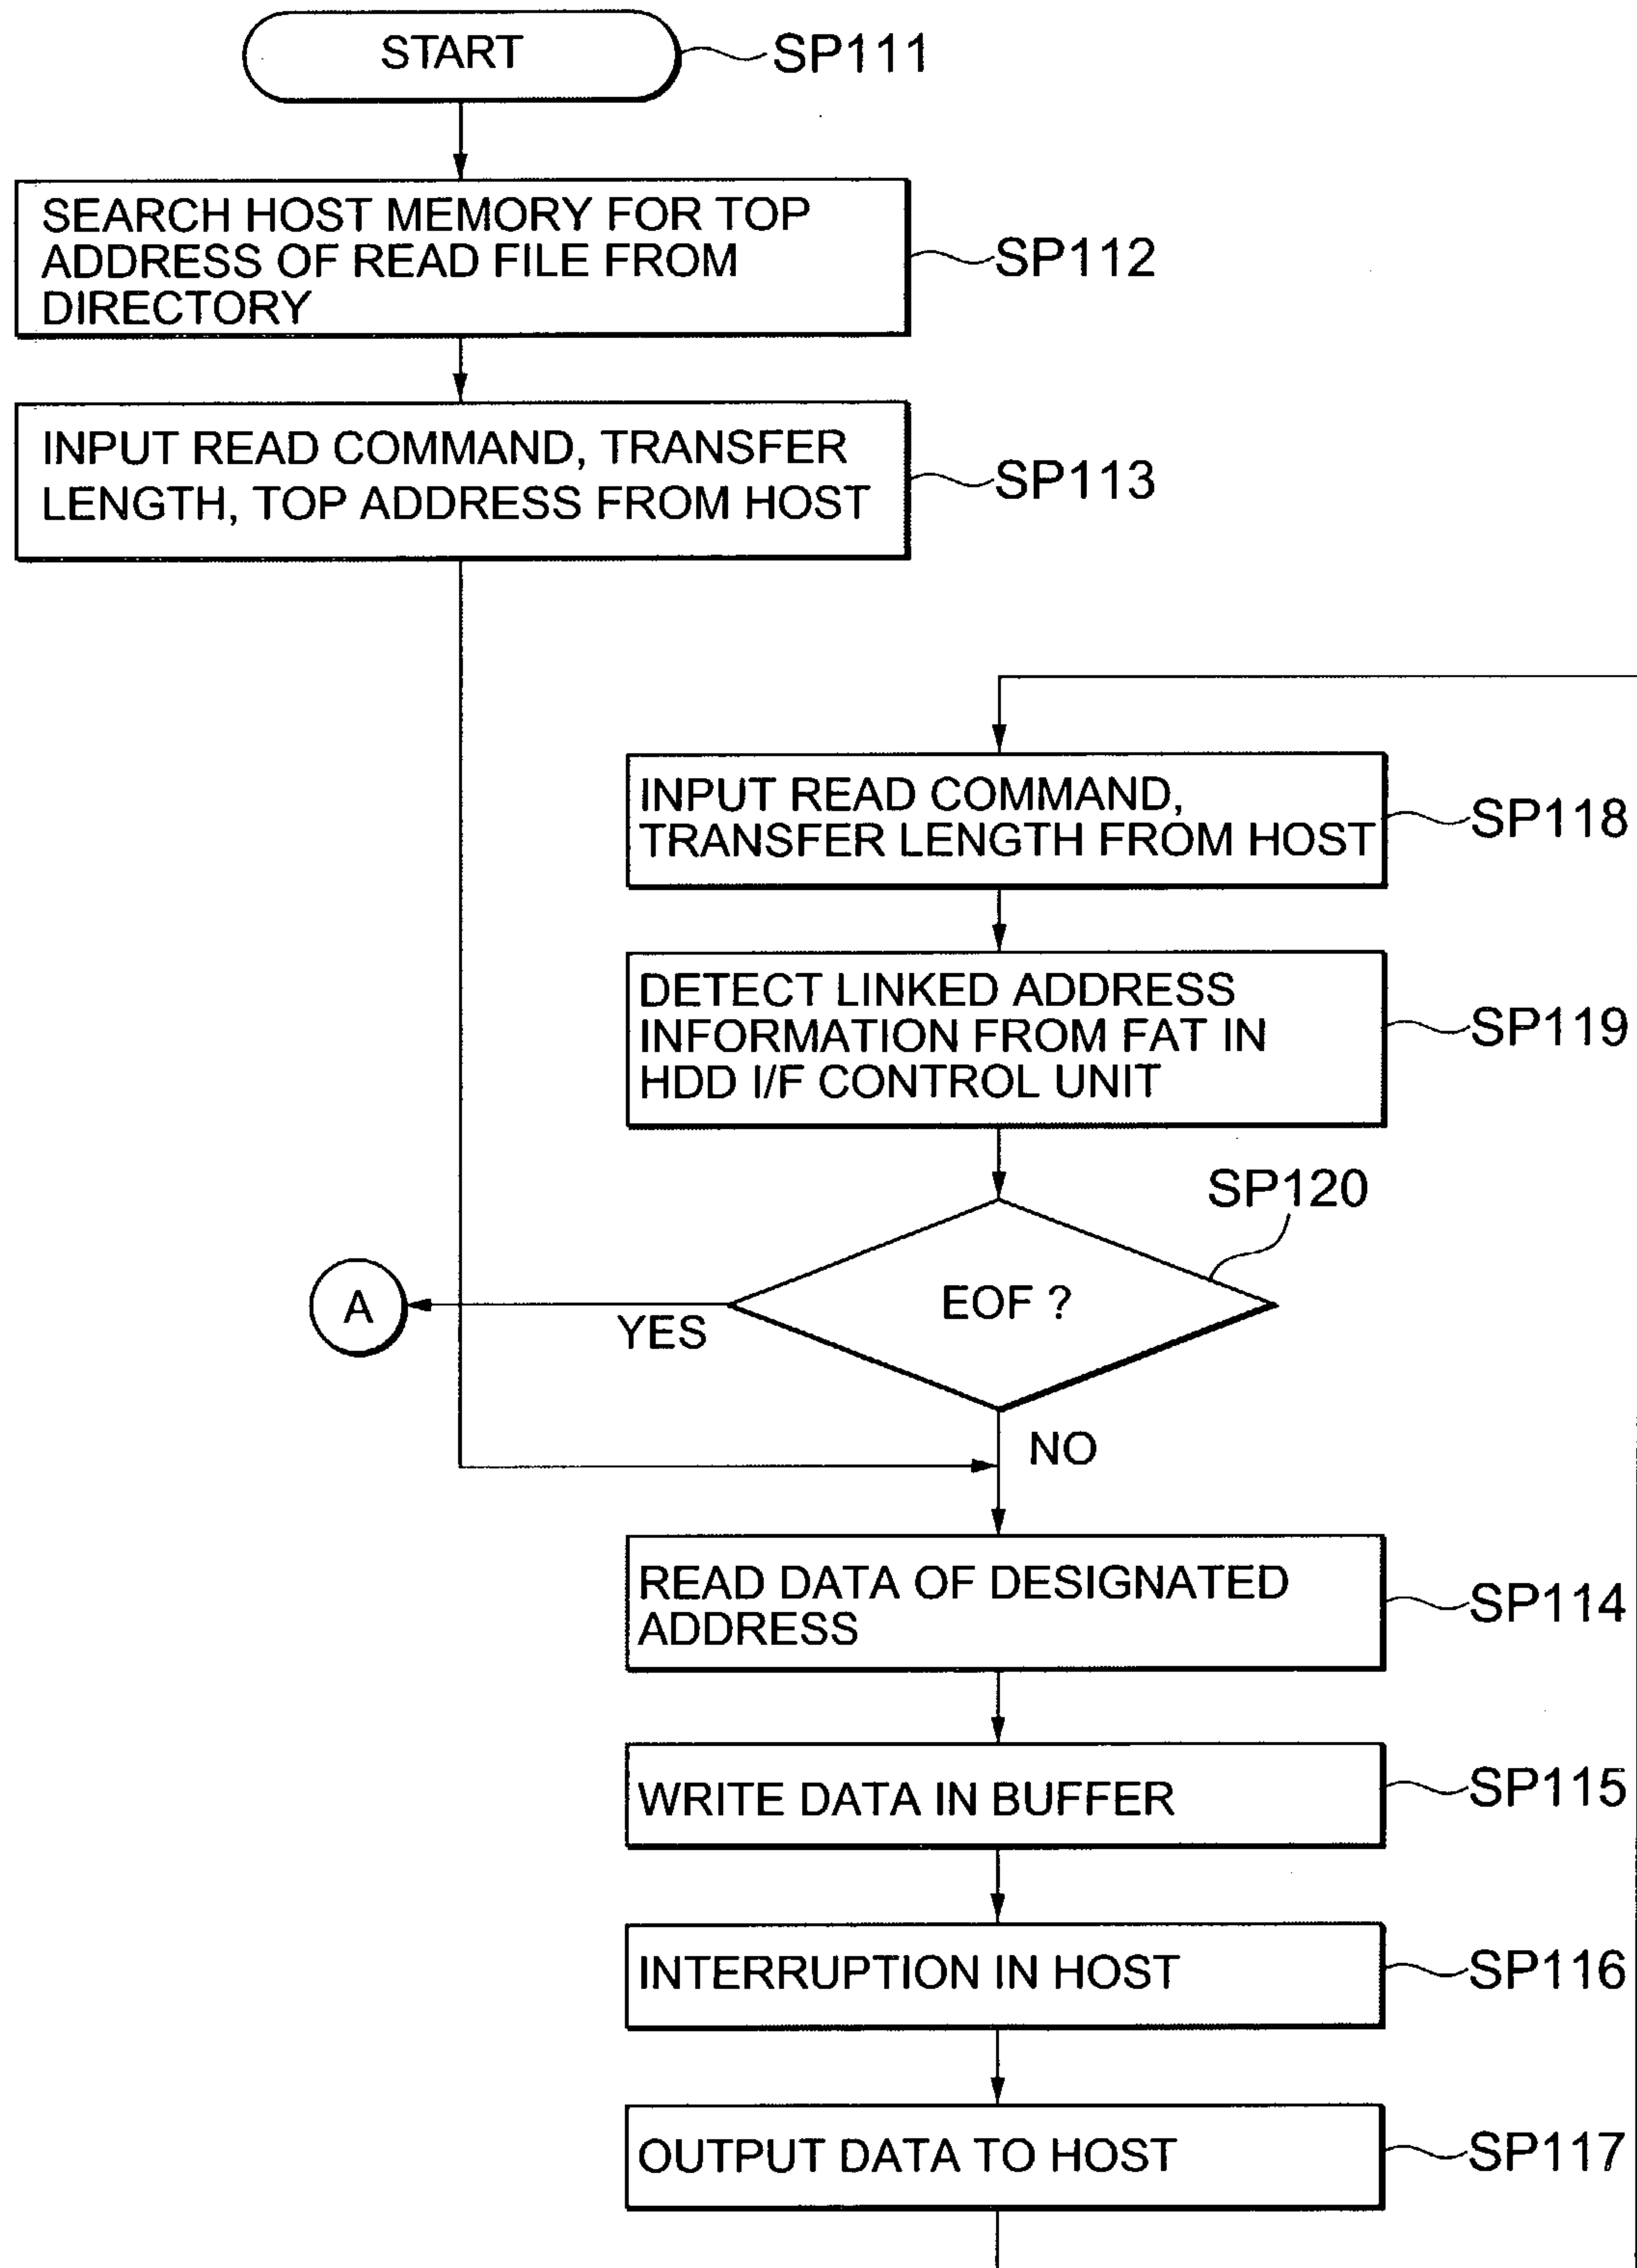 START
SP111
SEARCH HOST MEMORY FOR TOP
ADDRESS OF READ FILE FROM
DIRECTORY
SP112
INPUT READ COMMAND, TRANSFER
LENGTH, TOP ADDRESS FROM HOST
SP113
INPUT READ COMMAND,
TRANSFER LENGTH FROM HOST
SP118
DETECT LINKED ADDRESS
INFORMATION FROM FAT IN
HDD I/F CONTROL UNIT
SP119
SP120
EOF ?
A
YES
NO
READ DATA OF DESIGNATED
ADDRESS
SP114
WRITE DATA IN BUFFER
SP115
INTERRUPTION IN HOST
SP116
OUTPUT DATA TO HOST
SP117